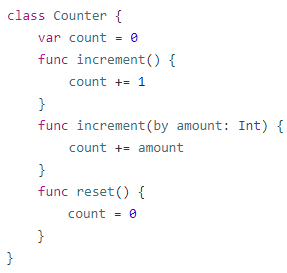 class Counter {
    var count = 0
    func increment() {
        count += 1
    }
    func increment(by amount: Int) {
        count += amount
    }
    func reset() {
        count = 0
    }
}